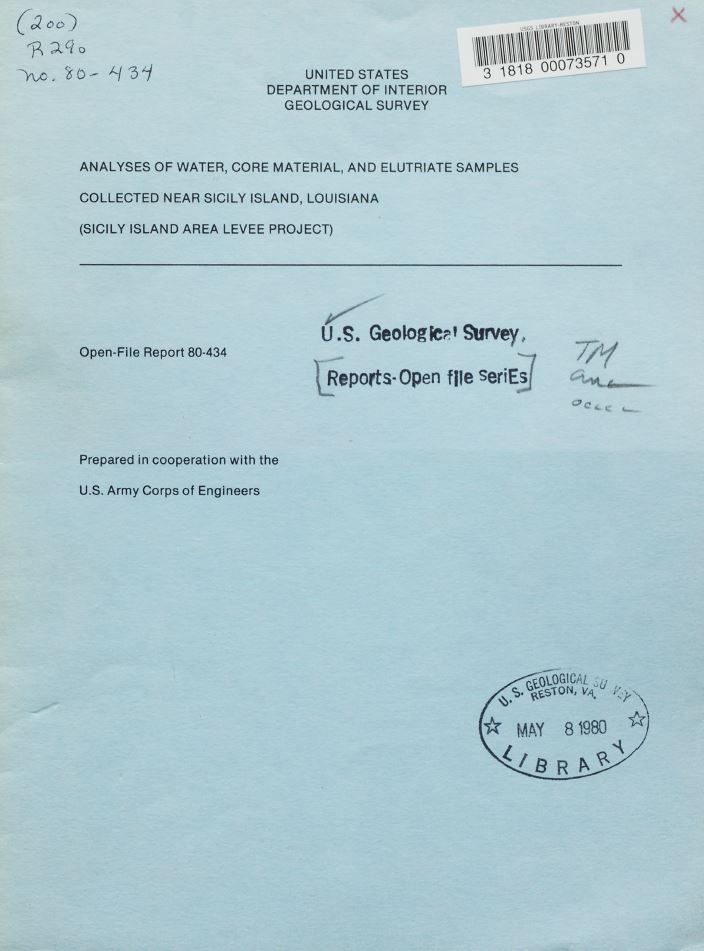 (200)
R290
no. 80-434
USGS LIBRARY-RESTON
3 1818 00073571 0
X
UNITED STATES
DEPARTMENT OF INTERIOR
GEOLOGICAL SURVEY
ANALYSES OF WATER, CORE MATERIAL, AND ELUTRIATE SAMPLES
COLLECTED NEAR SICILY ISLAND, LOUISIANA
(SICILY ISLAND AREA LEVEE PROJECT)
U.S. Geological Survey.
Open-File Report 80-434
[Reports-Open file seriEs]
TM
Prepared in cooperation with the
U.S. Army Corps of Engineers
U. S. GEOLOGICAL SURVEY
RESTON, VA.
MAY 8 1980
LIBRARY